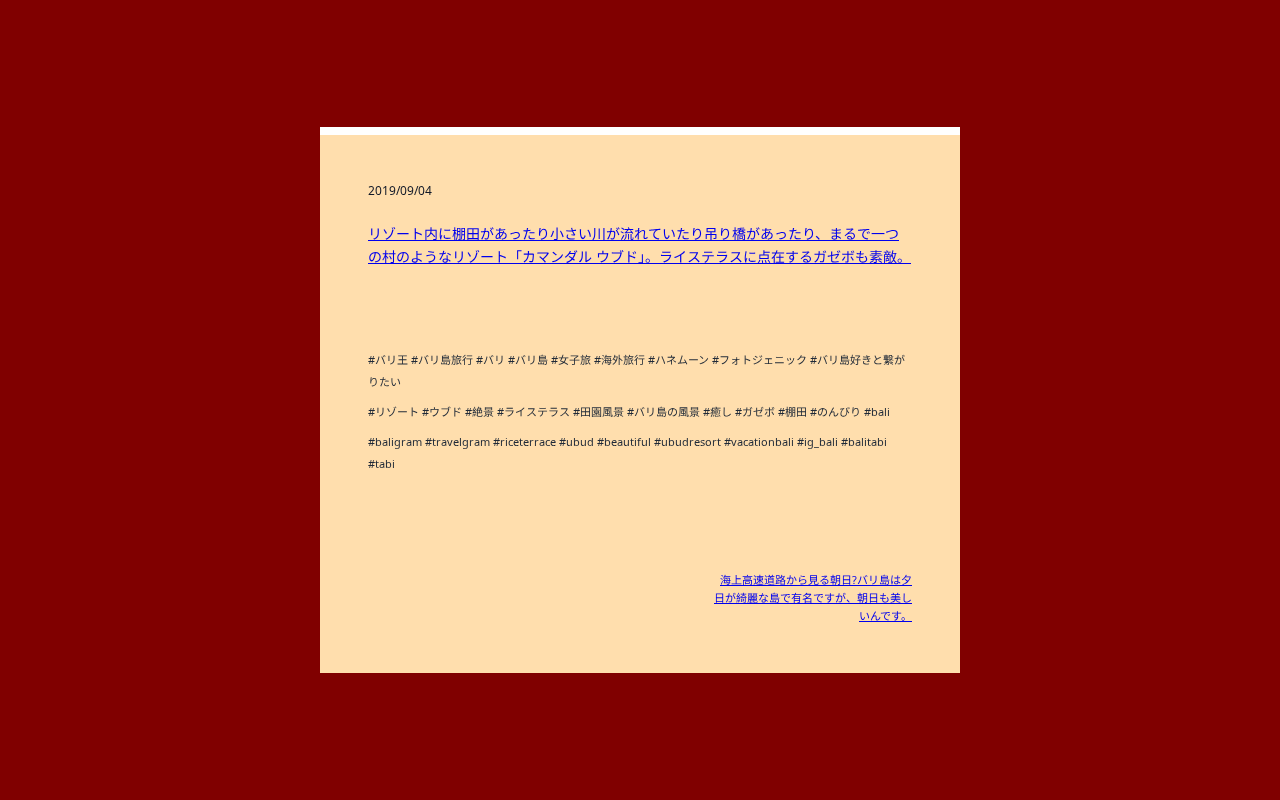 2019/09/04
リゾート内に棚田があったり小さい川が流れていたり吊り橋があったり、まるで一つ
の村のようなリゾート「カマンダル ウブド」。ライステラスに点在するガゼボも素敵。
#バリ王 #バリ島旅行 #バリ #バリ島 #女子旅 #海外旅行 #ハネムーン #フォトジェニック #バリ島好きと繋が
りたい
#リゾート #ウブド #絶景 #ライステラス #田園風景 #バリ島の風景 #癒し #ガゼボ #棚田 #のんびり #bali
#baligram #travelgram #riceterrace #ubud #beautiful #ubudresort #vacationbali #ig_bali #balitabi
#tabi
海上高速道路から見る朝日?バリ島は夕
日が綺麗な島で有名ですが、朝日も美し
いんです。